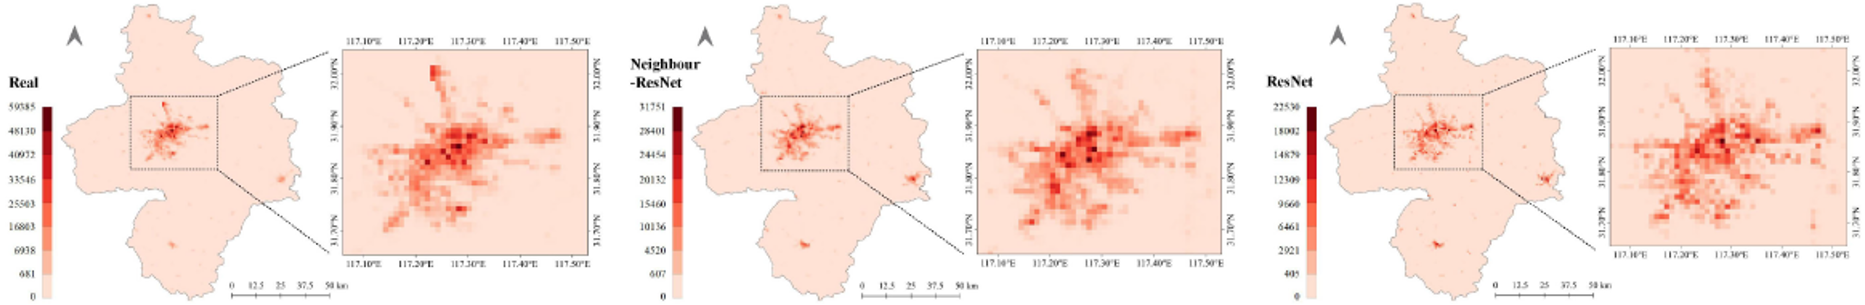 Real
59385
48130
40972
33546
25503
16803
6938
681
0
117.10°E 117.20°E 117.30°E 117.40°E 117.50°E
32.00°N
31.90°N
31.80°N
31.70°N
117.10°E 117.20°E 117.30°E 117.40°E 117.50°E
0 12.5 25 37.5 50 km
Neighbour
-ResNet
31751
28401
24454
20132
15460
10136
4520
607
0
117.10°E 117.20°E 117.30°E 117.40°E 117.50°E
32.00°N
31.90°N
31.80°N
31.70°N
117.10°E 117.20°E 117.30°E 117.40°E 117.50°E
0 12.5 25 37.5 50 km
ResNet
22530
18002
14879
12309
9660
6461
2921
405
0
117.10°E 117.20°E 117.30°E 117.40°E 117.50°E
32.00°N
31.90°N
31.80°N
31.70°N
117.10°E 117.20°E 117.30°E 117.40°E 117.50°E
0 12.5 25 37.5 50 km